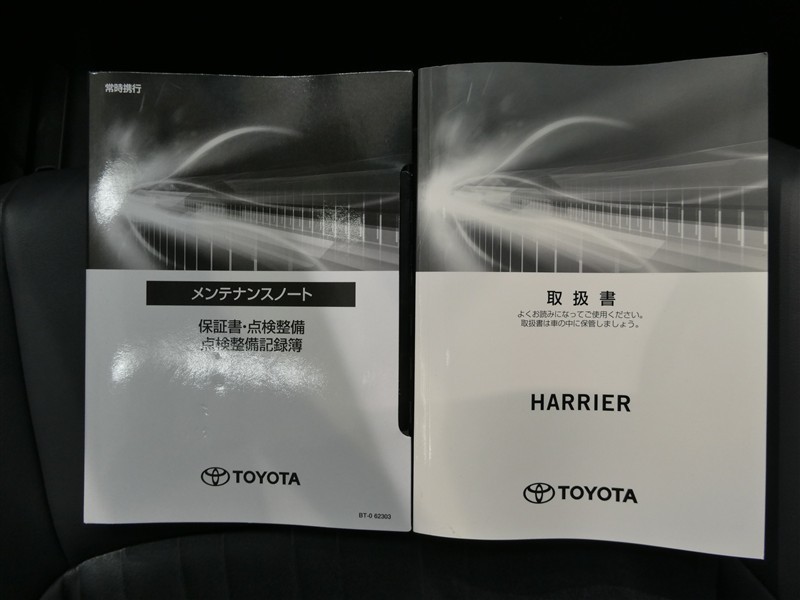 常時携行
メンテナンスノート
保証書・点検整備
点検整備記録簿
TOYOTA
BT-0 62303
取扱書
よくお読みになってご使用ください。
取扱書は車の中に保管しましょう。
HARRIER
TOYOTA